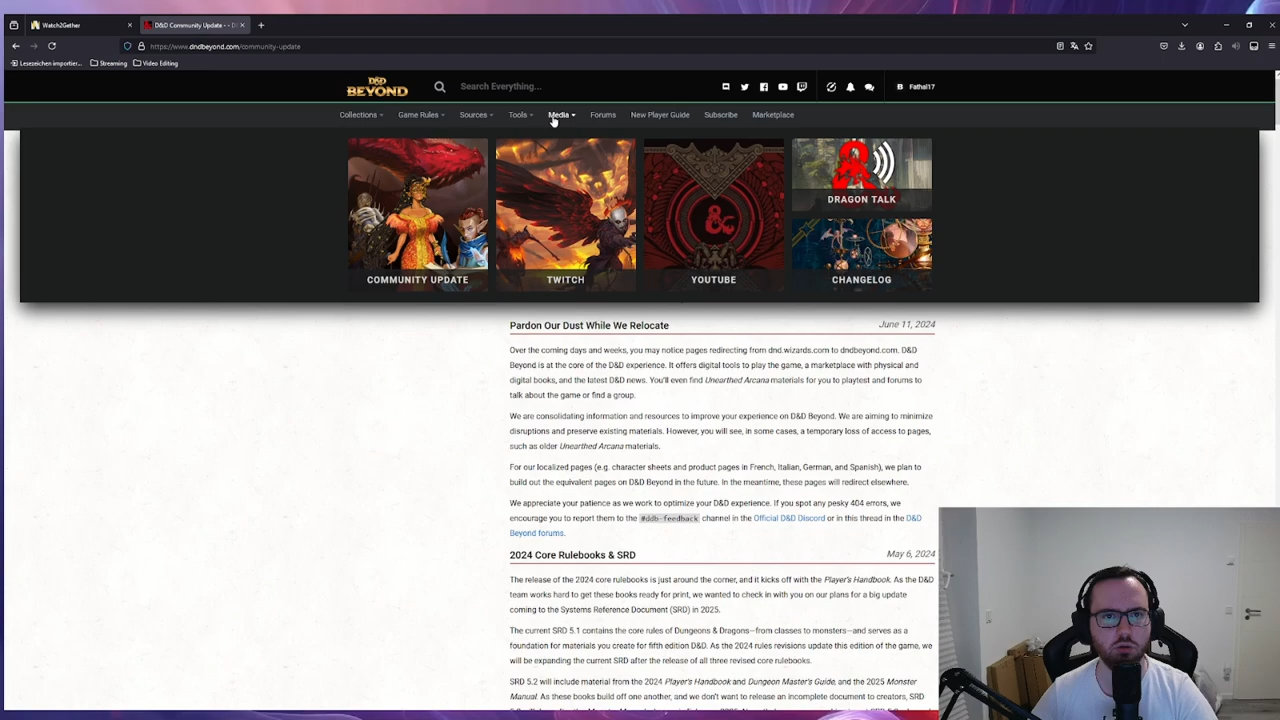 Watch2Gether
D&D Community Update - - D
https://www.dndbeyond.com/community-update
Lesezeichen importier...
Streaming
Video Editing
D&D
BEYOND
Search Everything...
Fathal17
Collections
Game Rules
Sources
Tools
Media
Forums
New Player Guide
Subscribe
Marketplace
COMMUNITY UPDATE
TWITCH
YOUTUBE
DRAGON TALK
CHANGELOG
Pardon Our Dust While We Relocate
June 11, 2024
Over the coming days and weeks, you may notice pages redirecting from dnd.wizards.com to dndbeyond.com. D&D
Beyond is at the core of the D&D experience. It offers digital tools to play the game, a marketplace with physical and
digital books, and the latest D&D news. You'll even find Unearthed Arcana materials for you to playtest and forums to
talk about the game or find a group.
We are consolidating information and resources to improve your experience on D&D Beyond. We are aiming to minimize
disruptions and preserve existing materials. However, you will see, in some cases, a temporary loss of access to pages,
such as older Unearthed Arcana materials.
For our localized pages (e.g. character sheets and product pages in French, Italian, German, and Spanish), we plan to
build out the equivalent pages on D&D Beyond in the future. In the meantime, these pages will redirect elsewhere.
We appreciate your patience as we work to optimize your D&D experience. If you spot any pesky 404 errors, we
encourage you to report them to the #ddb-feedback channel in the Official D&D Discord or in this thread in the D&D
Beyond forums.
2024 Core Rulebooks & SRD
May 6, 2024
The release of the 2024 core rulebooks is just around the corner, and it kicks off with the Player's Handbook. As the D&D
team works hard to get these books ready for print, we wanted to check in with you on our plans for a big update
coming to the Systems Reference Document (SRD) in 2025.
The current SRD 5.1 contains the core rules of Dungeons & Dragons—from classes to monsters—and serves as a
foundation for materials you create for fifth edition D&D. As the 2024 rules revisions update this edition of the game, we
will be expanding the current SRD after the release of all three revised core rulebooks.
SRD 5.2 will include material from the 2024 Player's Handbook and Dungeon Master's Guide, and the 2025 Monster
Manual. As these books build off one another, and we don't want to release an incomplete document to creators, SRD